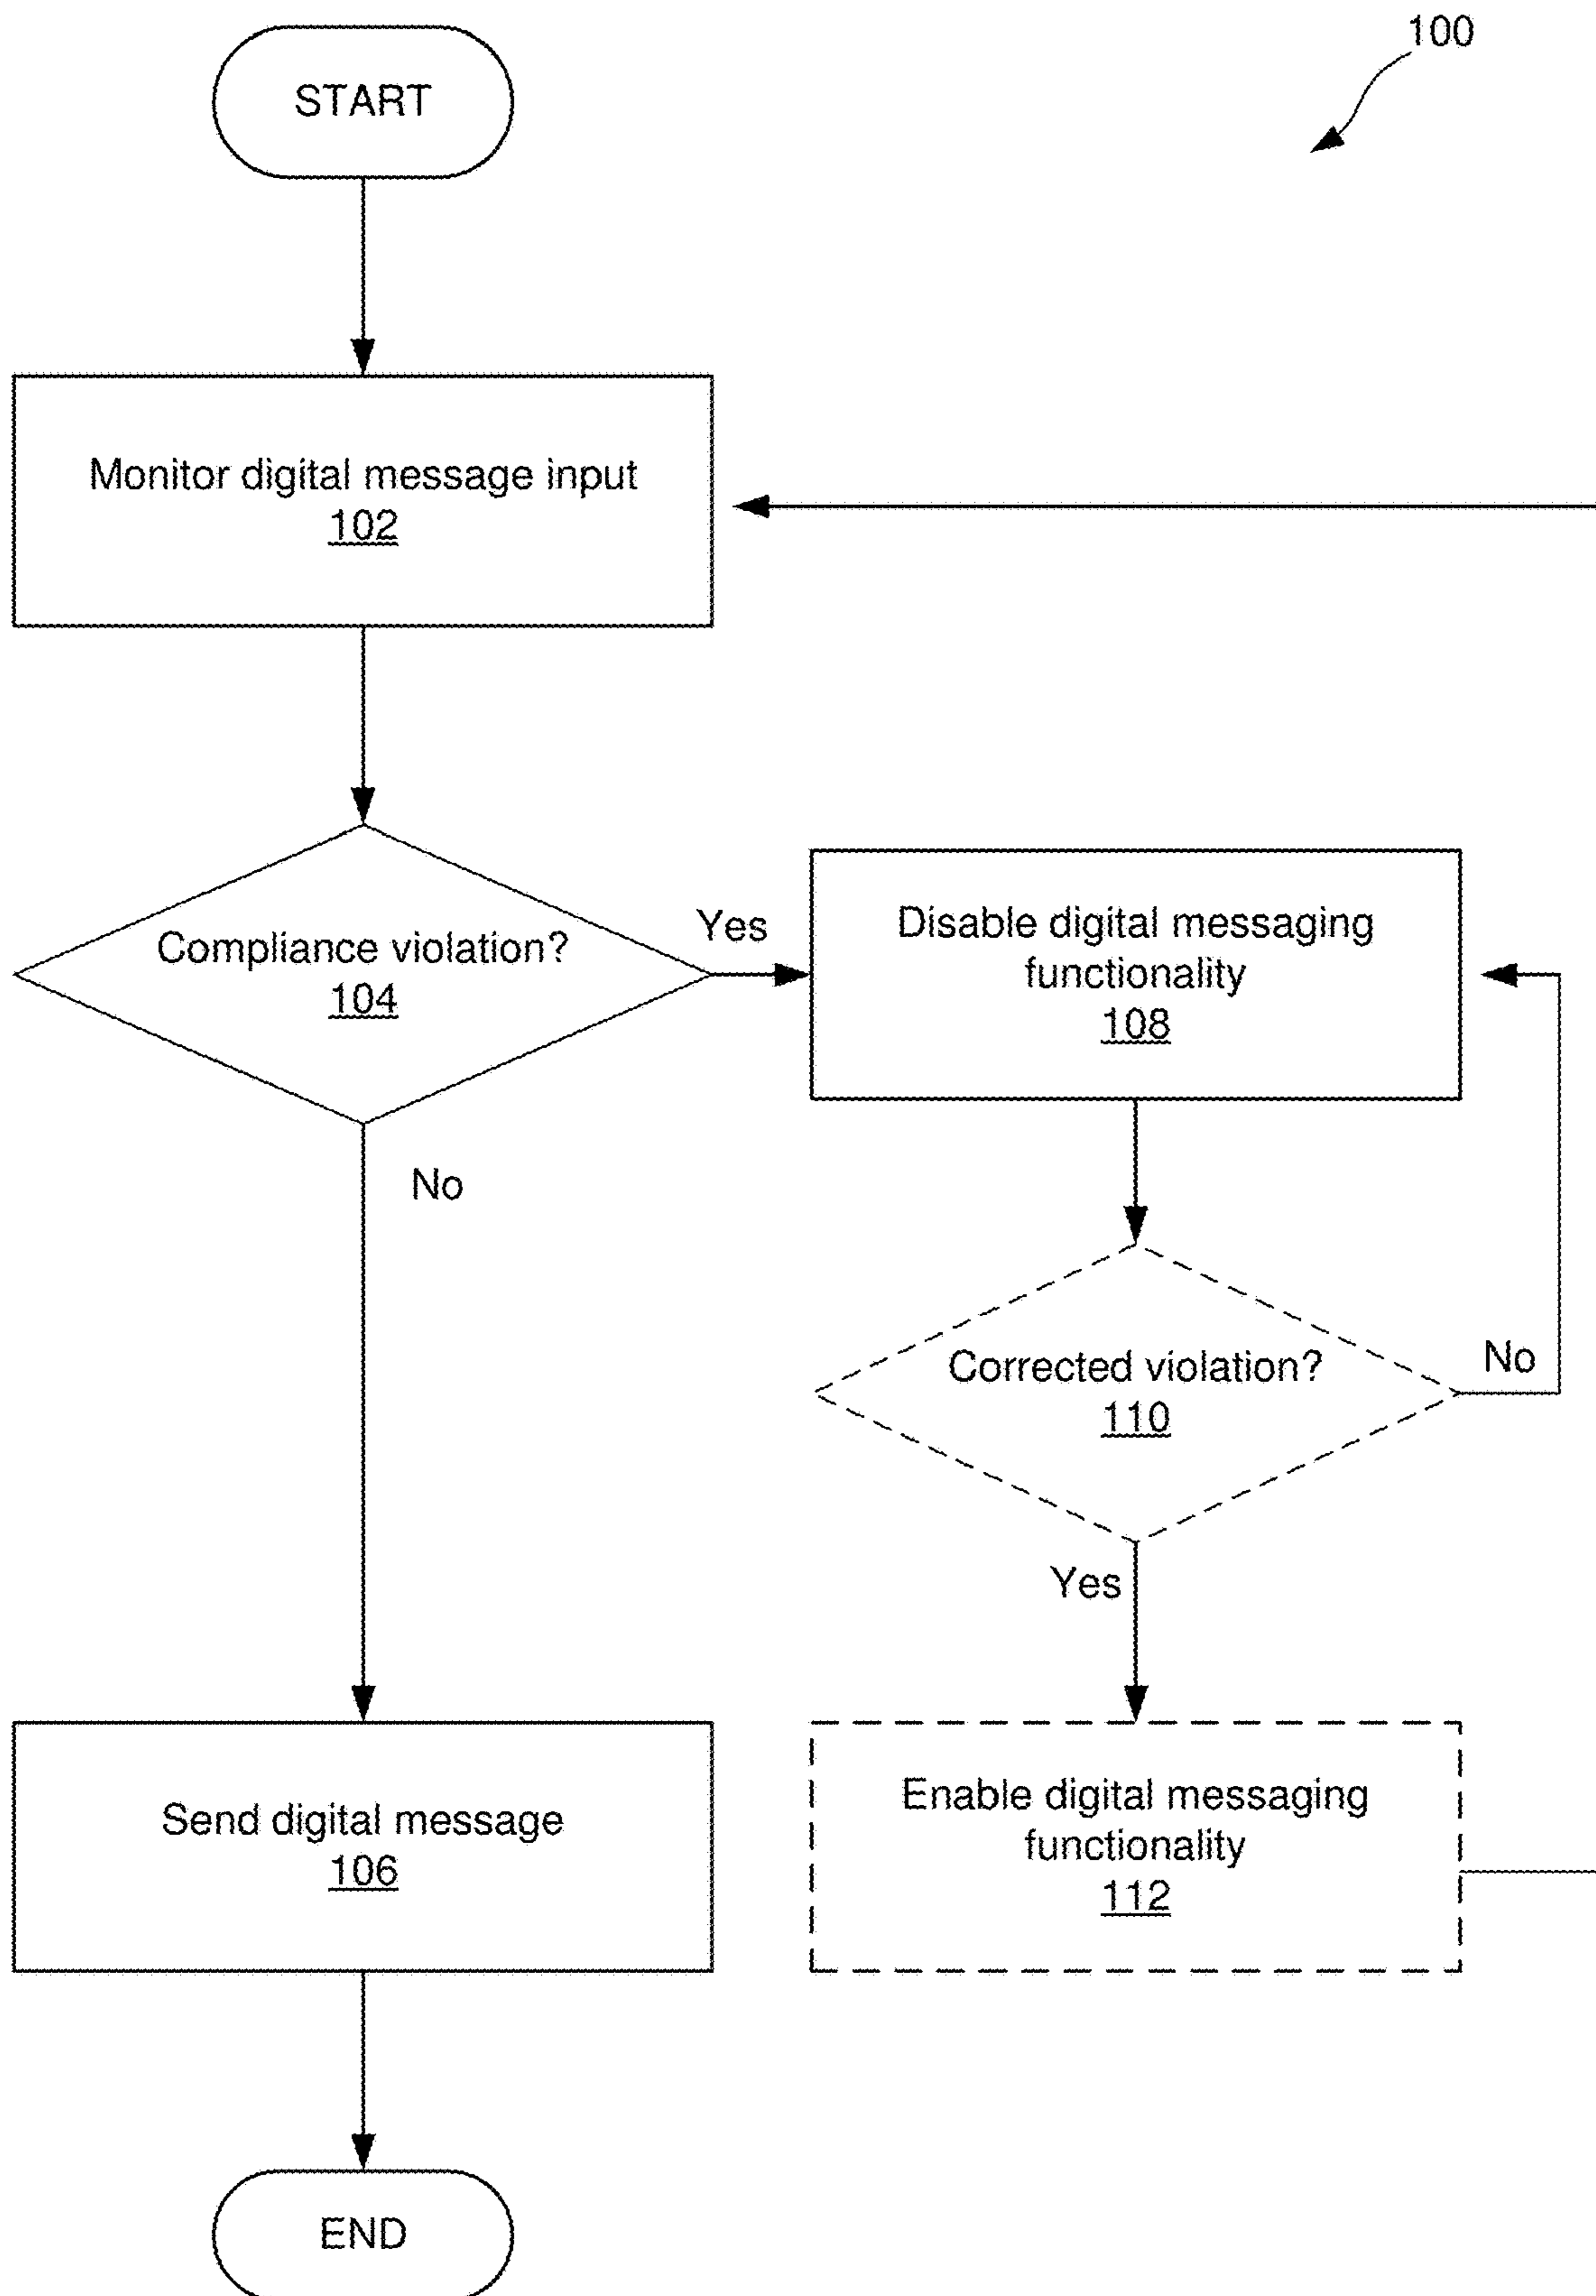 100
START
Monitor digital message input
102
Compliance violation?
104
Yes
No
Disable digital messaging
functionality
108
Corrected violation?
110
No
Yes
Send digital message
106
Enable digital messaging
functionality
112
END